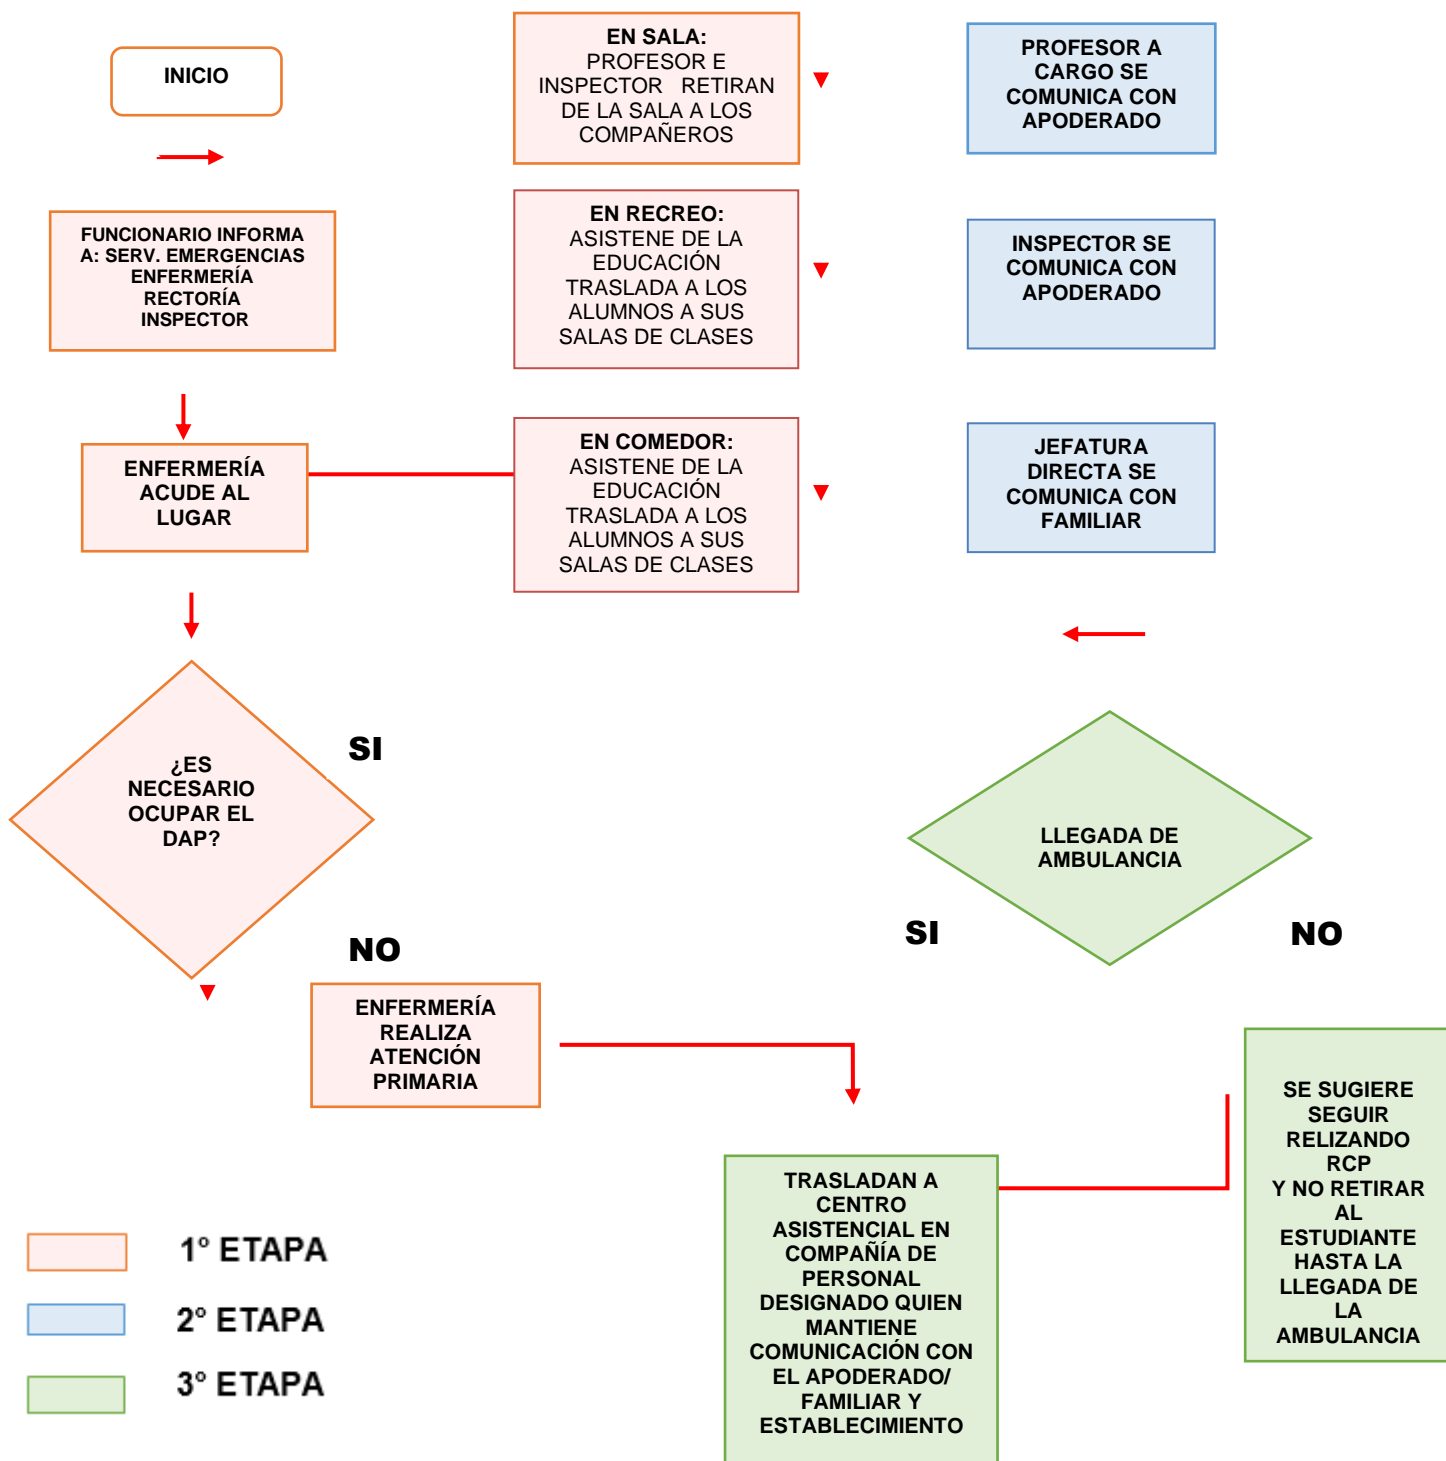 INICIO
FUNCIONARIO INFORMA
A: SERV. EMERGENCIAS
ENFERMERÍA
RECTORÍA
INSPECTOR
ENFERMERÍA
ACUDE AL
LUGAR
EN SALA:
PROFESOR E
INSPECTOR RETIRAN
DE LA SALA A LOS
COMPAÑEROS
EN RECREO:
ASISTENE DE LA
EDUCACIÓN
TRASLADA A LOS
ALUMNOS A SUS
SALAS DE CLASES
EN COMEDOR:
ASISTENE DE LA
EDUCACIÓN
TRASLADA A LOS
ALUMNOS A SUS
SALAS DE CLASES
PROFESOR A
CARGO SE
COMUNICA CON
APODERADO
INSPECTOR SE
COMUNICA CON
APODERADO
JEFATURA
DIRECTA SE
COMUNICA CON
FAMILIAR
¿ES
NECESARIO
OCUPAR EL
DAP?
SI
NO
ENFERMERÍA
REALIZA
ATENCIÓN
PRIMARIA
LLEGADA DE
AMBULANCIA
SI
NO
TRASLADAN A
CENTRO
ASISTENCIAL EN
COMPAÑÍA DE
PERSONAL
DESIGNADO QUIEN
MANTIENE
COMUNICACIÓN CON
EL APODERADO/
FAMILIAR Y
ESTABLECIMIENTO
SE SUGIERE
SEGUIR
RELIZANDO
RCP
Y NO RETIRAR
AL
ESTUDIANTE
HASTA LA
LLEGADA DE
LA
AMBULANCIA
1° ETAPA
2° ETAPA
3° ETAPA